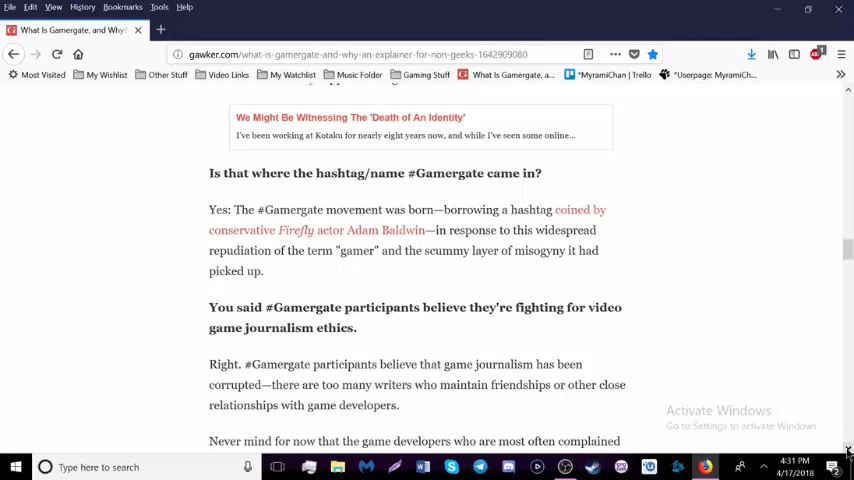 File Edit View History Bookmarks Tools Help
What Is Gamergate, and Why?
gawker.com/what-is-gamergate-and-why-an-explainer-for-non-geeks-1642909080
Most Visited My Wishlist Other Stuff Video Links My Watchlist Music Folder Gaming Stuff What Is Gamergate, a... *MyramiChan | Trello *Userpage: MyramiCh...
We Might Be Witnessing The 'Death of An Identity'
I've been working at Kotaku for nearly eight years now, and while I've seen some online...
Is that where the hashtag/name #Gamergate came in?
Yes: The #Gamergate movement was born—borrowing a hashtag coined by
conservative Firefly actor Adam Baldwin—in response to this widespread
repudiation of the term "gamer" and the scummy layer of misogyny it had
picked up.
You said #Gamergate participants believe they're fighting for video
game journalism ethics.
Right. #Gamergate participants believe that game journalism has been
corrupted—there are too many writers who maintain friendships or other close
relationships with game developers.
Activate Windows
Go to Settings to activate Windows.
Never mind for now that the game developers who are most often complained
Type here to search
4:31 PM
4/17/2018
2